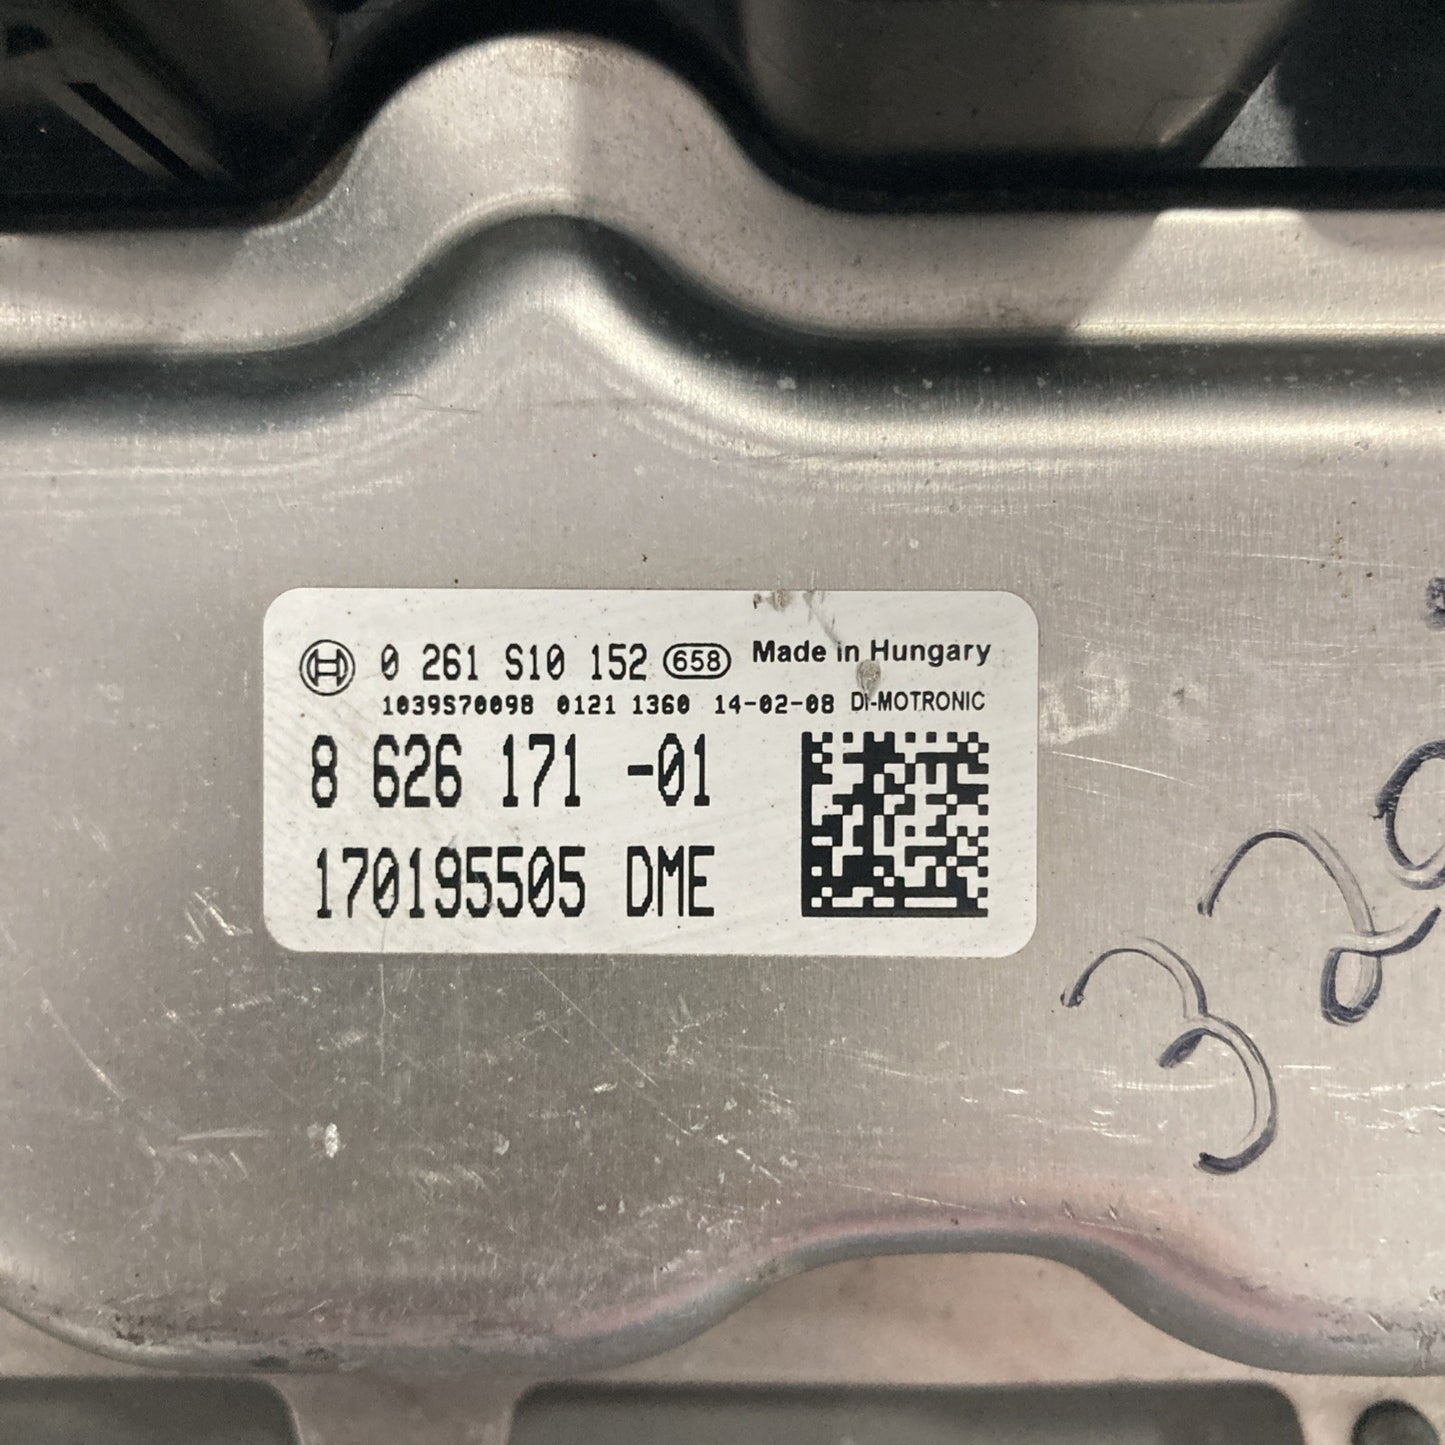 0 261 S10 152 658 Made in Hungary
1039S70098 0121 1360 14-02-08 DI-MOTRONIC
8 626 171 -01
170195505 DME